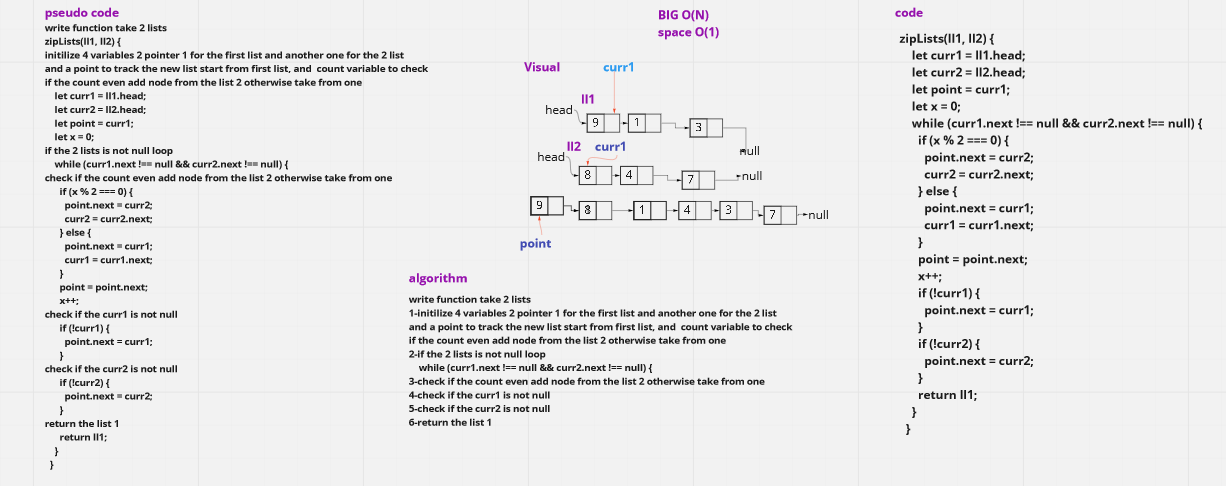 pseudo code
write function take 2 lists
zipLists(ll1, ll2) {
initilize 4 variables 2 pointer 1 for the first list and another one for the 2 list
and a point to track the new list start from first list, and count variable to check
if the count even add node from the list 2 otherwise take from one
let curr1 = ll1.head;
let curr2 = ll2.head;
let point = curr1;
let x = 0;
if the 2 lists is not null loop
while (curr1.next !== null && curr2.next !== null) {
check if the count even add node from the list 2 otherwise take from one
if (x % 2 === 0) {
point.next = curr2;
curr2 = curr2.next;
} else {
point.next = curr1;
curr1 = curr1.next;
}
point = point.next;
x++;
check if the curr1 is not null
if (!curr1) {
point.next = curr1;
}
check if the curr2 is not null
if (!curr2) {
point.next = curr2;
}
return the list 1
return ll1;
}
}
BIG O(N)
space O(1)
Visual
curr1
ll1
head
9 1 3
null
ll2
curr1
head
8 4 7
null
9 8 1 4 3 7 null
point
algorithm
write function take 2 lists
1-initilize 4 variables 2 pointer 1 for the first list and another one for the 2 list
and a point to track the new list start from first list, and count variable to check
if the count even add node from the list 2 otherwise take from one
2-if the 2 lists is not null loop
while (curr1.next !== null && curr2.next !== null) {
3-check if the count even add node from the list 2 otherwise take from one
4-check if the curr1 is not null
5-check if the curr2 is not null
6-return the list 1
code
zipLists(ll1, ll2) {
let curr1 = ll1.head;
let curr2 = ll2.head;
let point = curr1;
let x = 0;
while (curr1.next !== null && curr2.next !== null) {
if (x % 2 === 0) {
point.next = curr2;
curr2 = curr2.next;
} else {
point.next = curr1;
curr1 = curr1.next;
}
point = point.next;
x++;
if (!curr1) {
point.next = curr1;
}
if (!curr2) {
point.next = curr2;
}
return ll1;
}
}